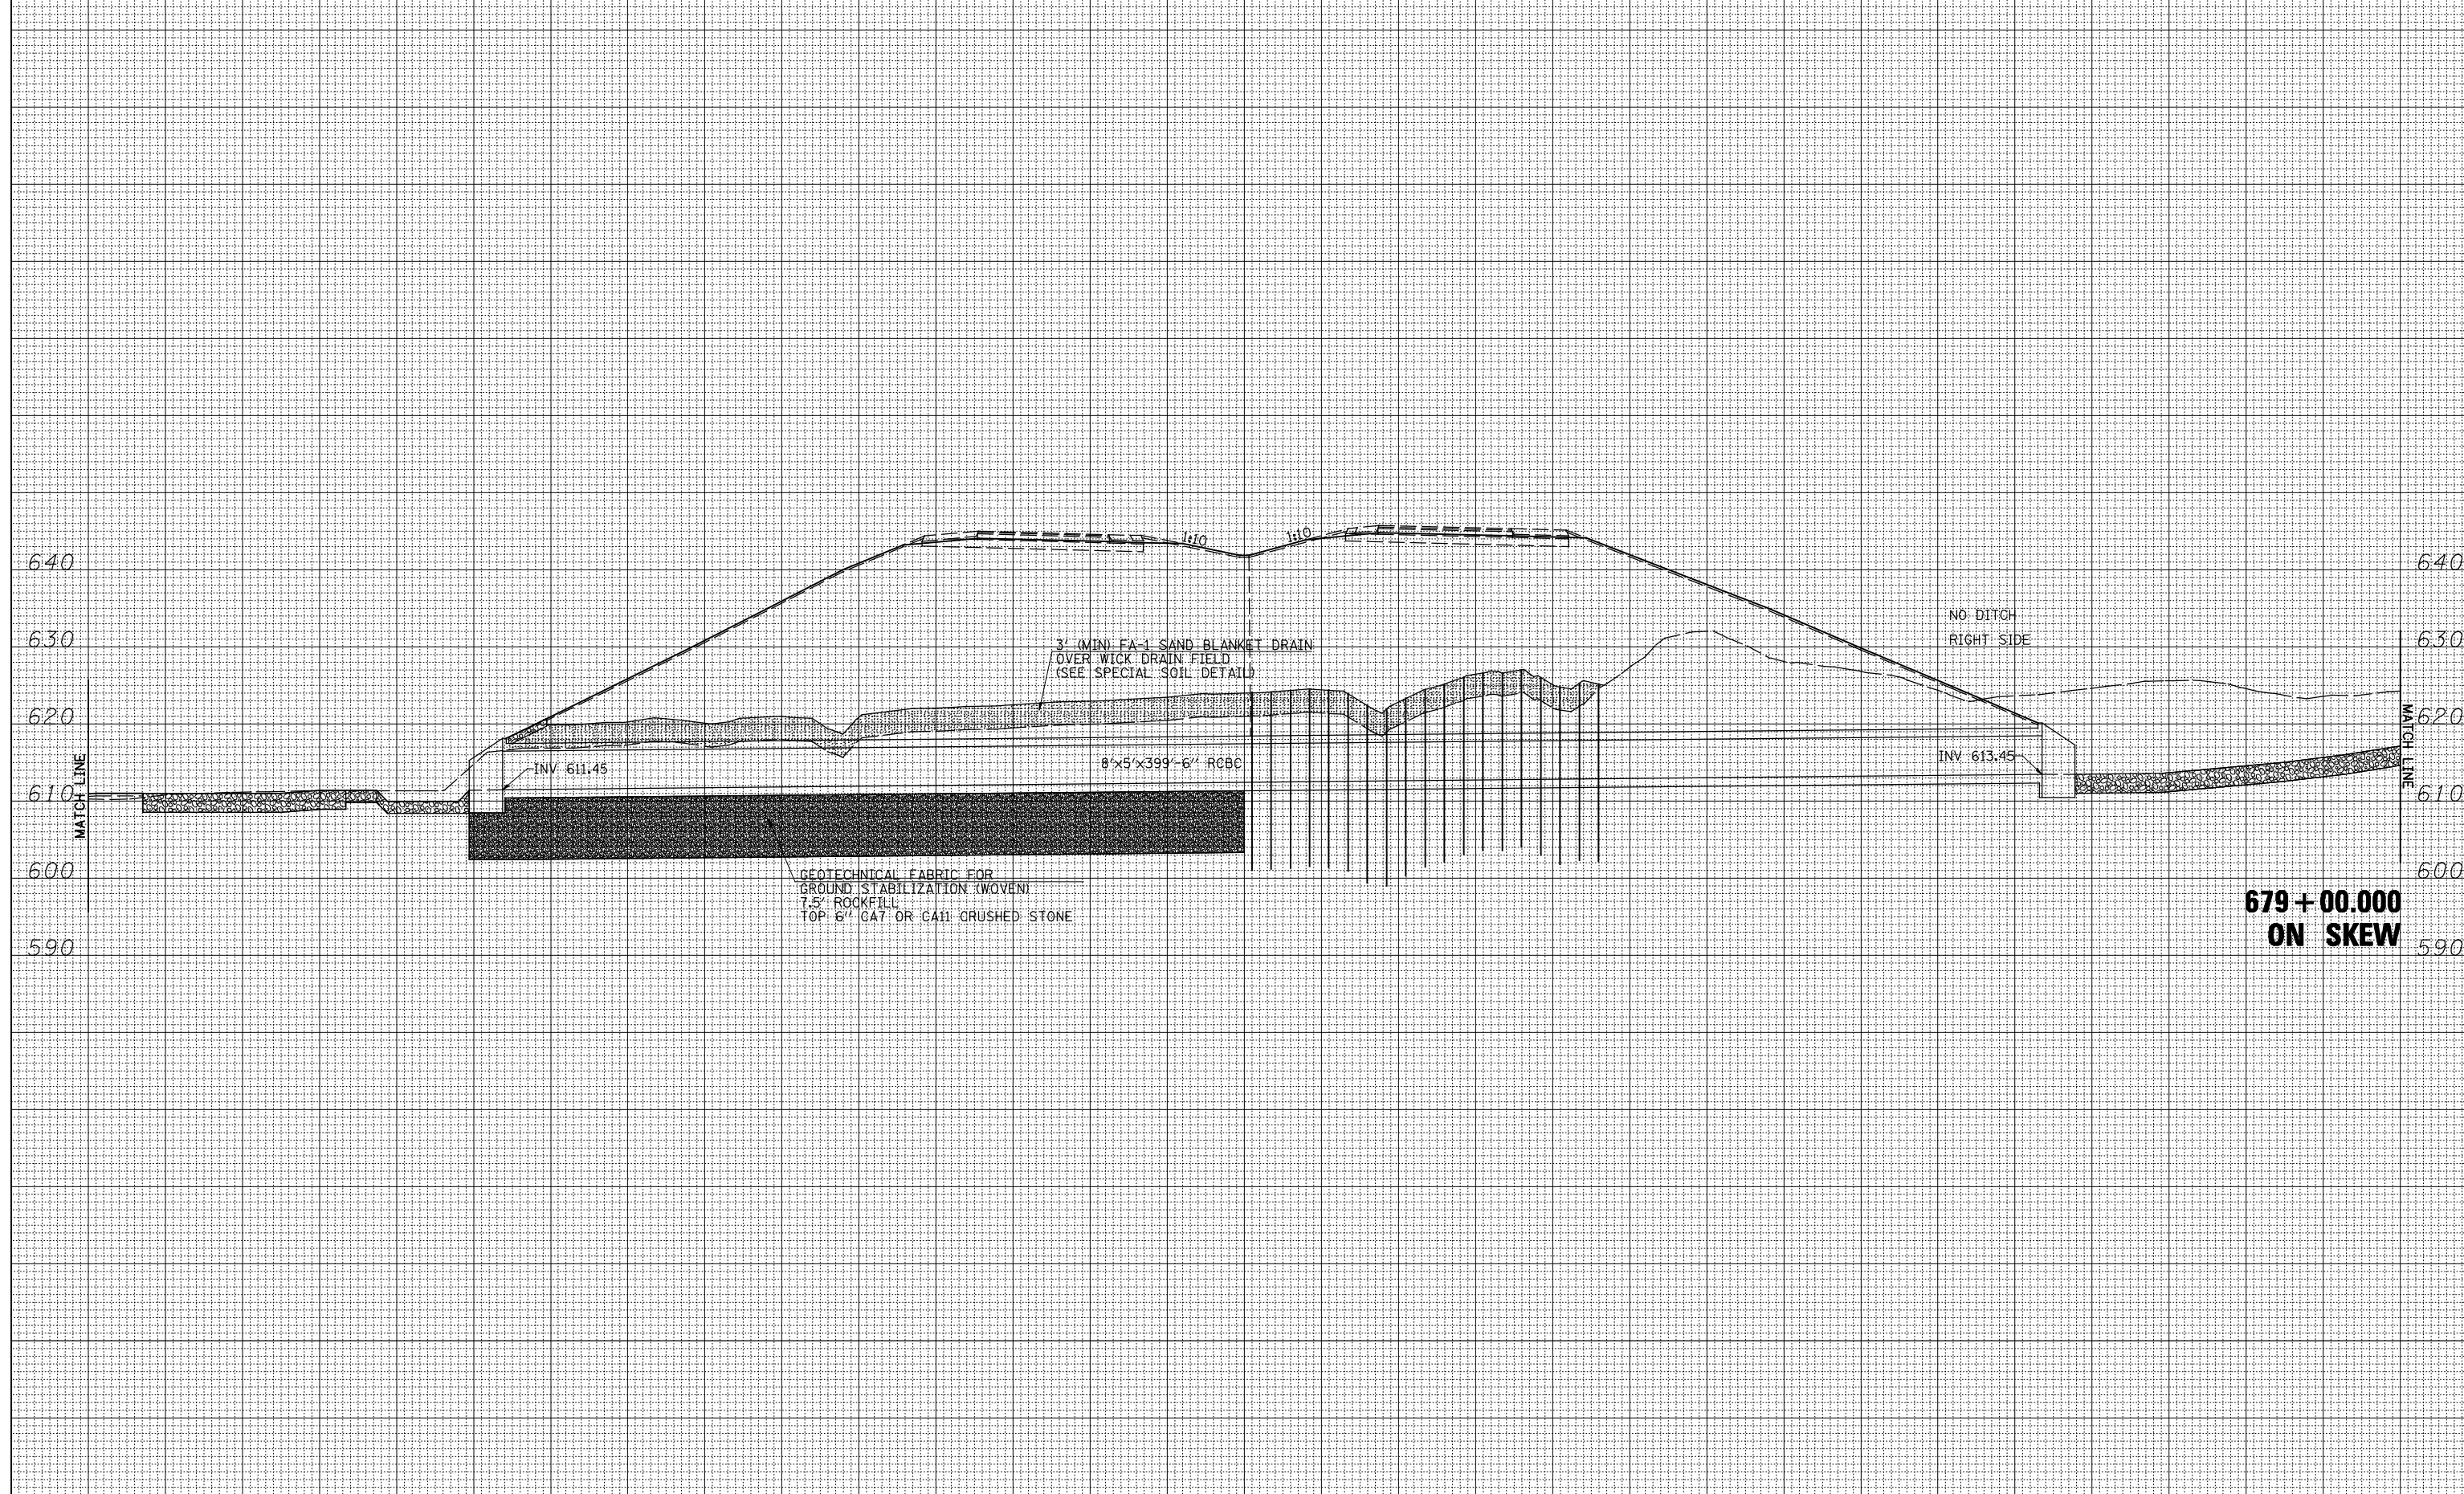 1:10
1:10
640
640
NO DITCH
RIGHT SIDE
630
630
3' (MIN) FA-1 SAND BLANKET DRAIN
OVER WICK DRAIN FIELD
(SEE SPECIAL SOIL DETAIL)
620
620
MATCH LINE
MATCH LINE
INV 611.45
8'x5'x399'-6" RCBC
INV 613.45
610
610
600
600
GEOTECHNICAL FABRIC FOR
GROUND STABILIZATION (WOVEN)
7.5' ROCKFILL
TOP 6" CA7 OR CA11 CRUSHED STONE
679+00.000
ON SKEW
590
590